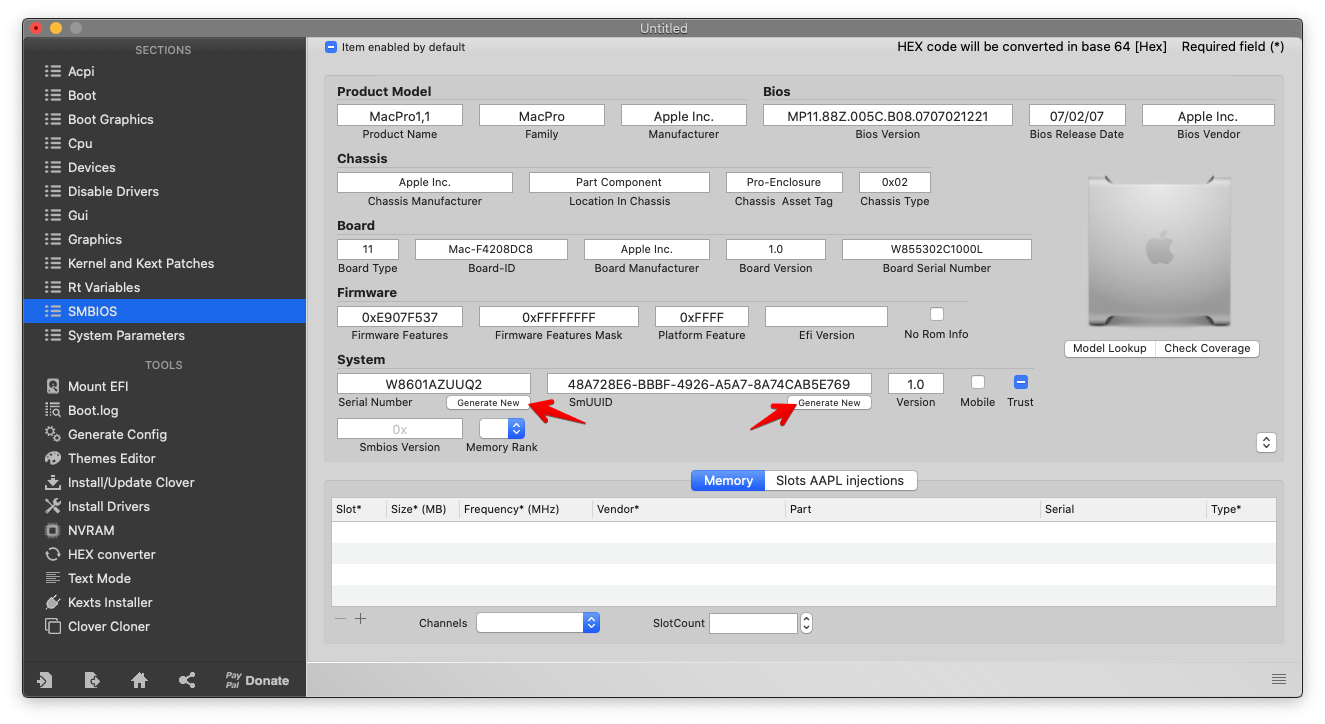 Untitled
SECTIONS
Acpi
Boot
Boot Graphics
Cpu
Devices
Disable Drivers
Gui
Graphics
Kernel and Kext Patches
Rt Variables
SMBIOS
System Parameters
TOOLS
Mount EFI
Boot.log
Generate Config
Themes Editor
Install/Update Clover
Install Drivers
NVRAM
HEX converter
Text Mode
Kexts Installer
Clover Cloner
Pay
Pal Donate
Item enabled by default HEX code will be converted in base 64 [Hex] Required field (*)
Product Model Bios
MacPro1,1 MacPro Apple Inc. MP11.88Z.005C.B08.0707021221 07/02/07 Apple Inc.
Product Name Family Manufacturer Bios Version Bios Release Date Bios Vendor
Chassis
Apple Inc. Part Component Pro-Enclosure 0x02
Chassis Manufacturer Location In Chassis Chassis Asset Tag Chassis Type
Board
11 Mac-F4208DC8 Apple Inc. 1.0 W855302C1000L
Board Type Board-ID Board Manufacturer Board Version Board Serial Number
Firmware
0xE907F537 0xFFFFFFFF 0xFFFF
Firmware Features Firmware Features Mask Platform Feature Efi Version No Rom Info
Model Lookup Check Coverage
System
W8601AZUUQ2 48A728E6-BBBF-4926-A5A7-8A74CAB5E769 1.0
Serial Number Generate New SmUUID Generate New Version Mobile Trust
0x
Smbios Version Memory Rank
Memory Slots AAPL injections
Slot* Size* (MB) Frequency* (MHz) Vendor* Part Serial Type*
Channels SlotCount